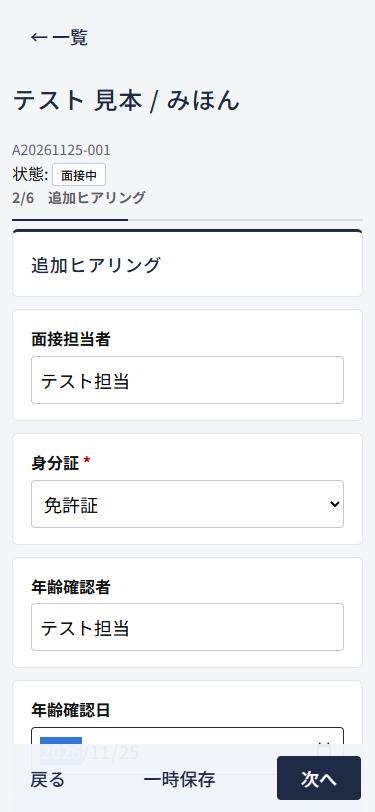 ← 一覧
テスト 見本 / みほん
A20261125-001
状態: 面接中
2/6 追加ヒアリング
追加ヒアリング
面接担当者
テスト担当
身分証 *
免許証
年齢確認者
テスト担当
年齢確認日
2026/11/25
戻る 一時保存 次へ